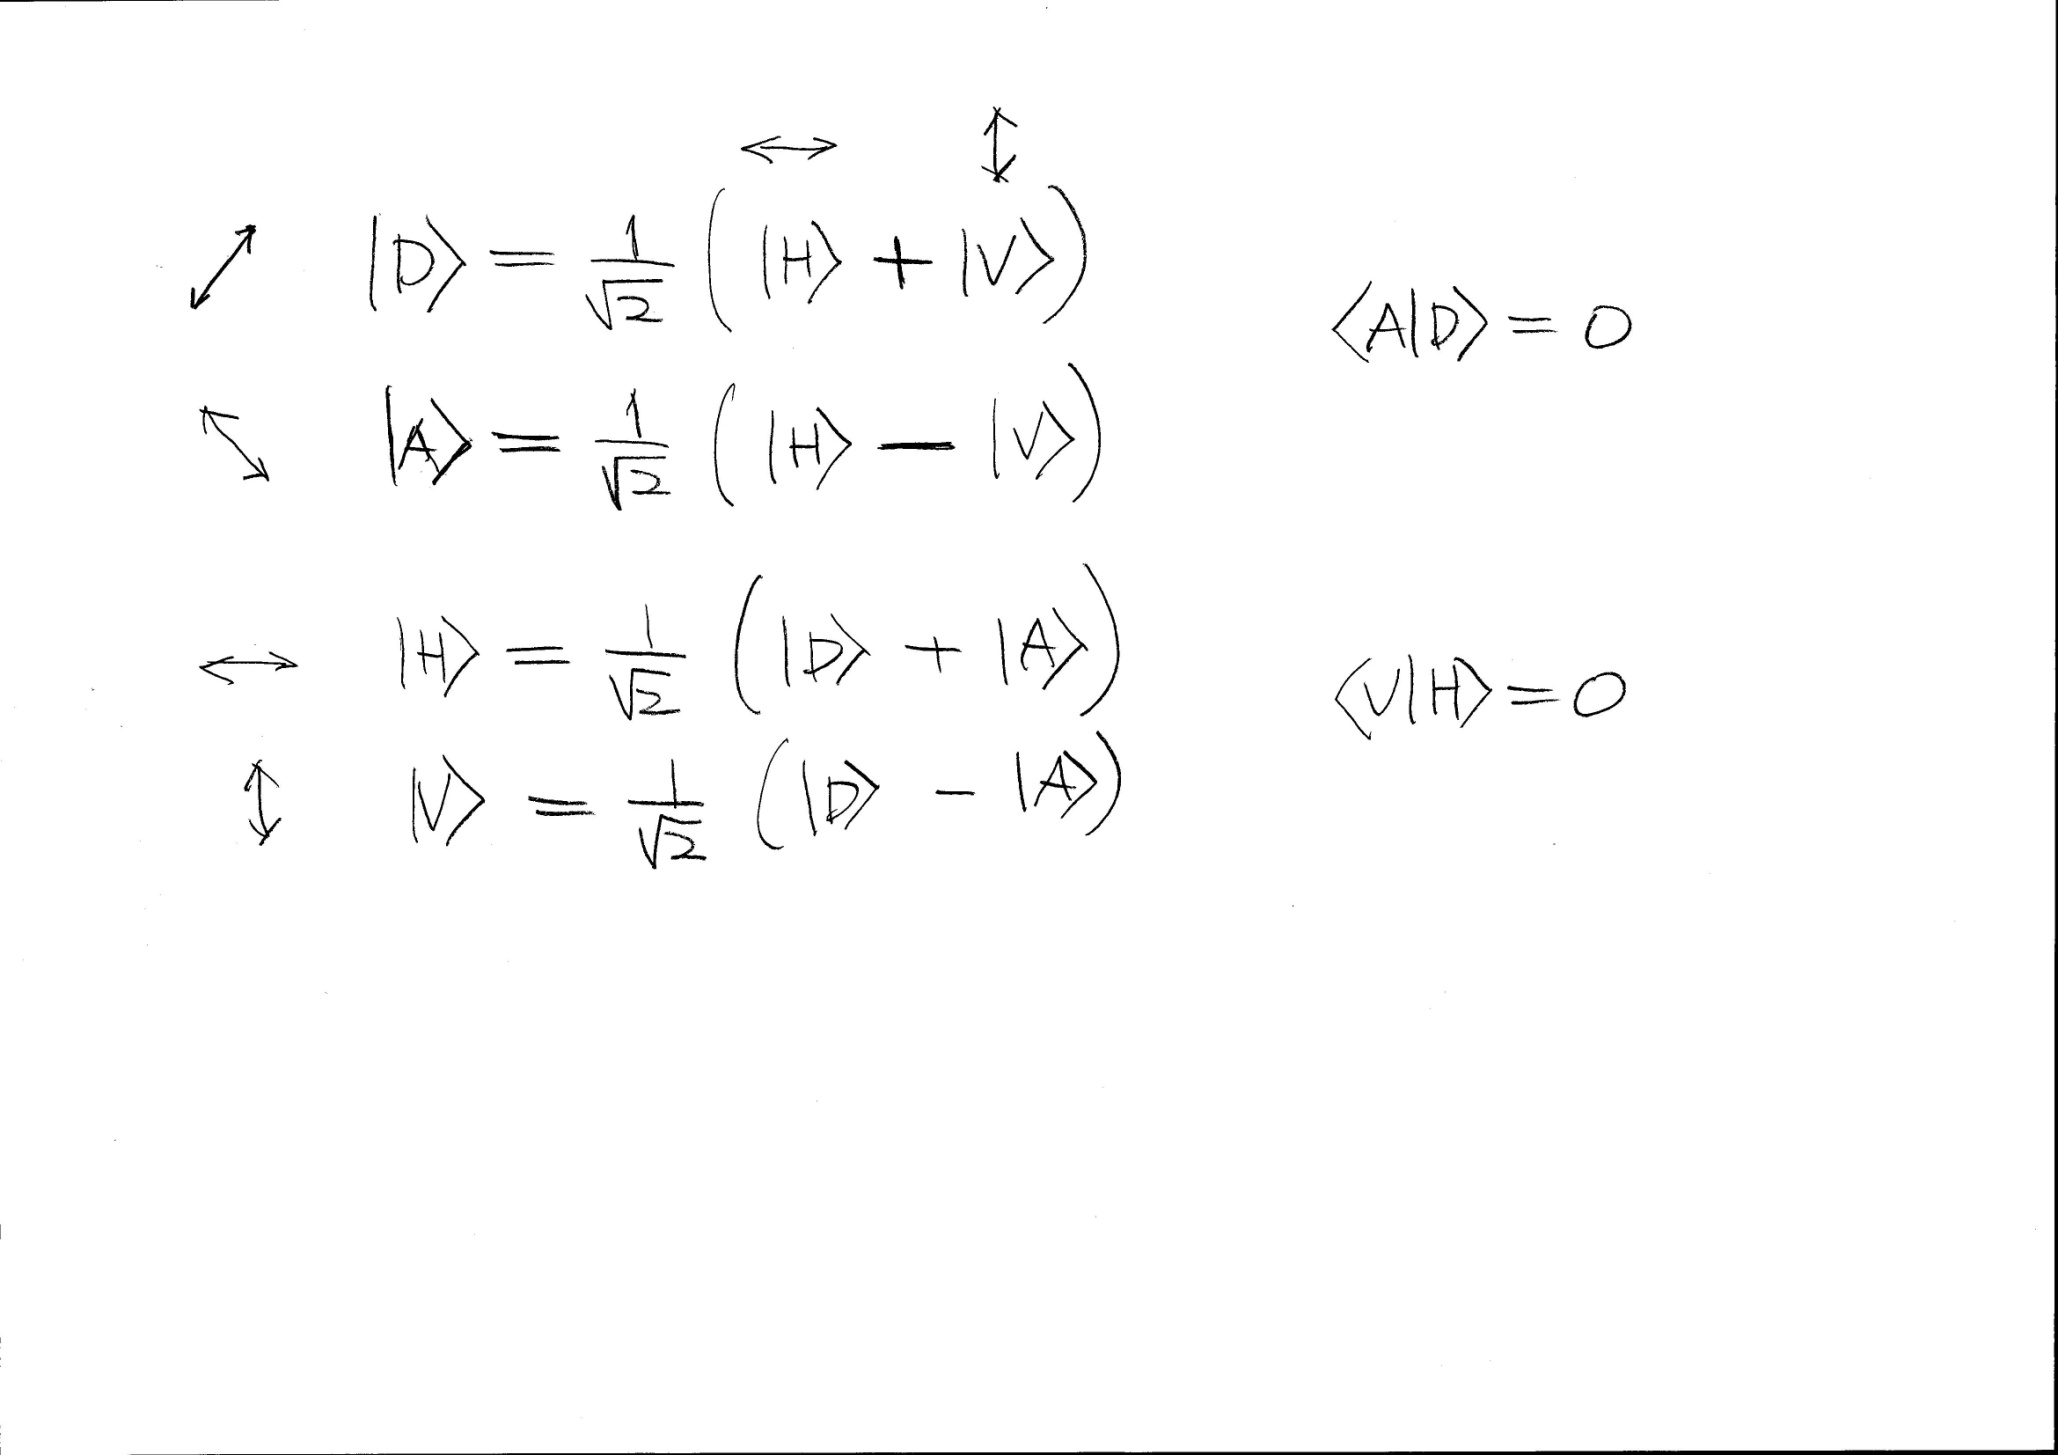 ↔ ↕
⤢ |D⟩ = 1/√2 ( |H⟩ + |V⟩ )
⟨A|D⟩ = 0
⤡ |A⟩ = 1/√2 ( |H⟩ − |V⟩ )
↔ |H⟩ = 1/√2 ( |D⟩ + |A⟩ )
⟨V|H⟩ = 0
↕ |V⟩ = 1/√2 ( |D⟩ − |A⟩ )